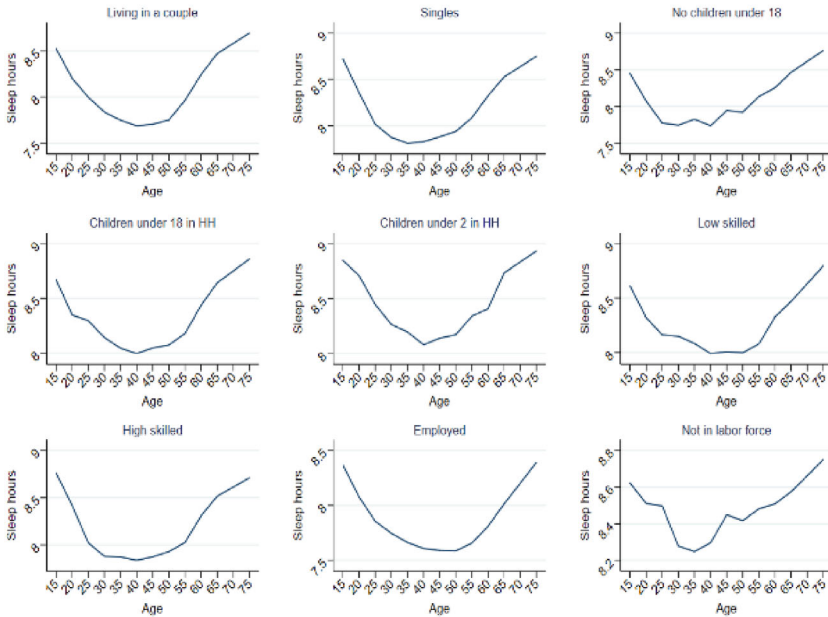 Living in a couple
Singles
No children under 18
Sleep hours
8.5
8
7.5
15 20 25 30 35 40 45 50 55 60 65 70 75
Age
Sleep hours
9
8.5
8
15 20 25 30 35 40 45 50 55 60 65 70 75
Age
Sleep hours
9
8.5
8
7.5
15 20 25 30 35 40 45 50 55 60 65 70 75
Age
Children under 18 in HH
Children under 2 in HH
Low skilled
Sleep hours
9
8.5
8
15 20 25 30 35 40 45 50 55 60 65 70 75
Age
Sleep hours
9
8.5
8
15 20 25 30 35 40 45 50 55 60 65 70 75
Age
Sleep hours
9
8.5
8
15 20 25 30 35 40 45 50 55 60 65 70 75
Age
High skilled
Employed
Not in labor force
Sleep hours
9
8.5
8
15 20 25 30 35 40 45 50 55 60 65 70 75
Age
Sleep hours
8.5
8
7.5
15 20 25 30 35 40 45 50 55 60 65 70 75
Age
Sleep hours
8.8
8.6
8.4
8.2
15 20 25 30 35 40 45 50 55 60 65 70 75
Age